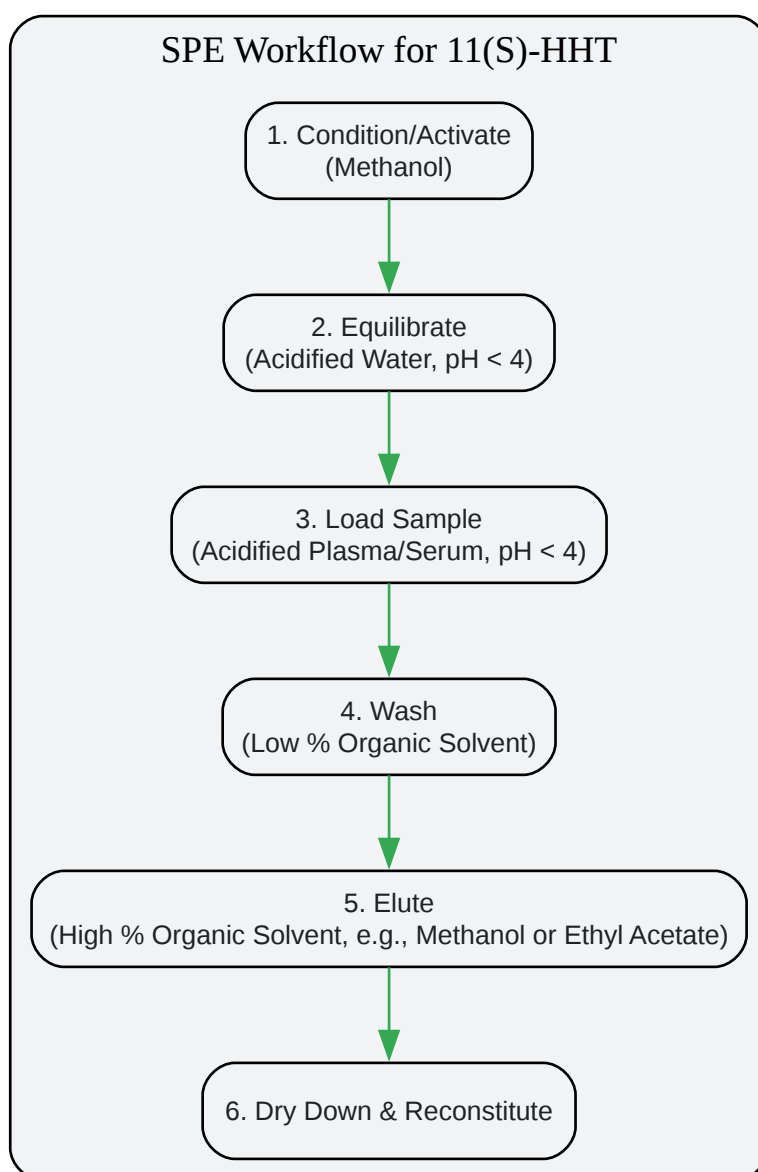 SPE Workflow for 11(S)-HHT
1. Condition/Activate
(Methanol)
2. Equilibrate
(Acidified Water, pH < 4)
3. Load Sample
(Acidified Plasma/Serum, pH < 4)
4. Wash
(Low % Organic Solvent)
5. Elute
(High % Organic Solvent, e.g., Methanol or Ethyl Acetate)
6. Dry Down & Reconstitute